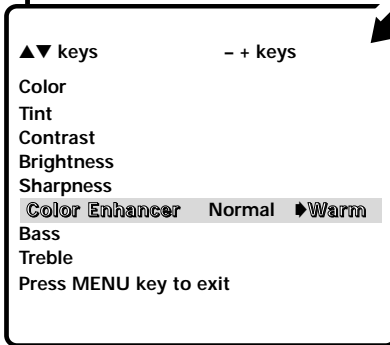 ▲▼ keys – + keys
Color
Tint
Contrast
Brightness
Sharpness
Color Enhancer Normal ➧Warm
Bass
Treble
Press MENU key to exit